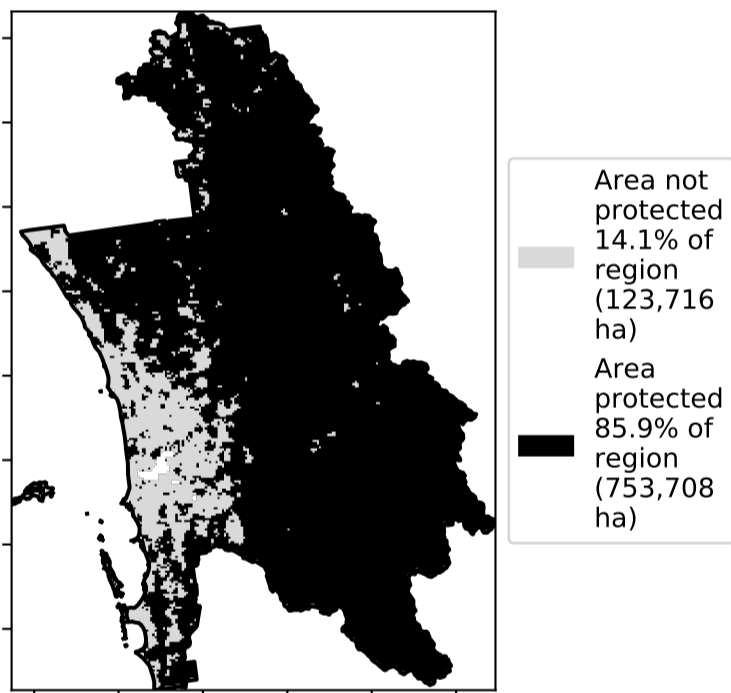 Area not
protected
14.1% of
region
(123,716
ha)
Area
protected
85.9% of
region
(753,708
ha)